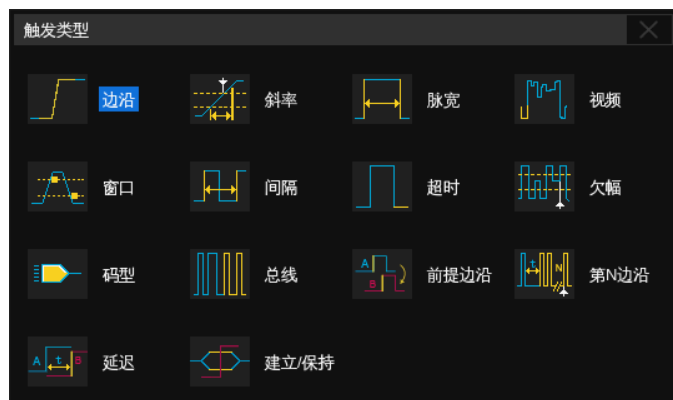 触发类型
边沿 斜率 脉宽 视频
窗口 间隔 超时 欠幅
码型 总线 A B 前提边沿 t N 第N边沿
A t B 延迟 建立/保持